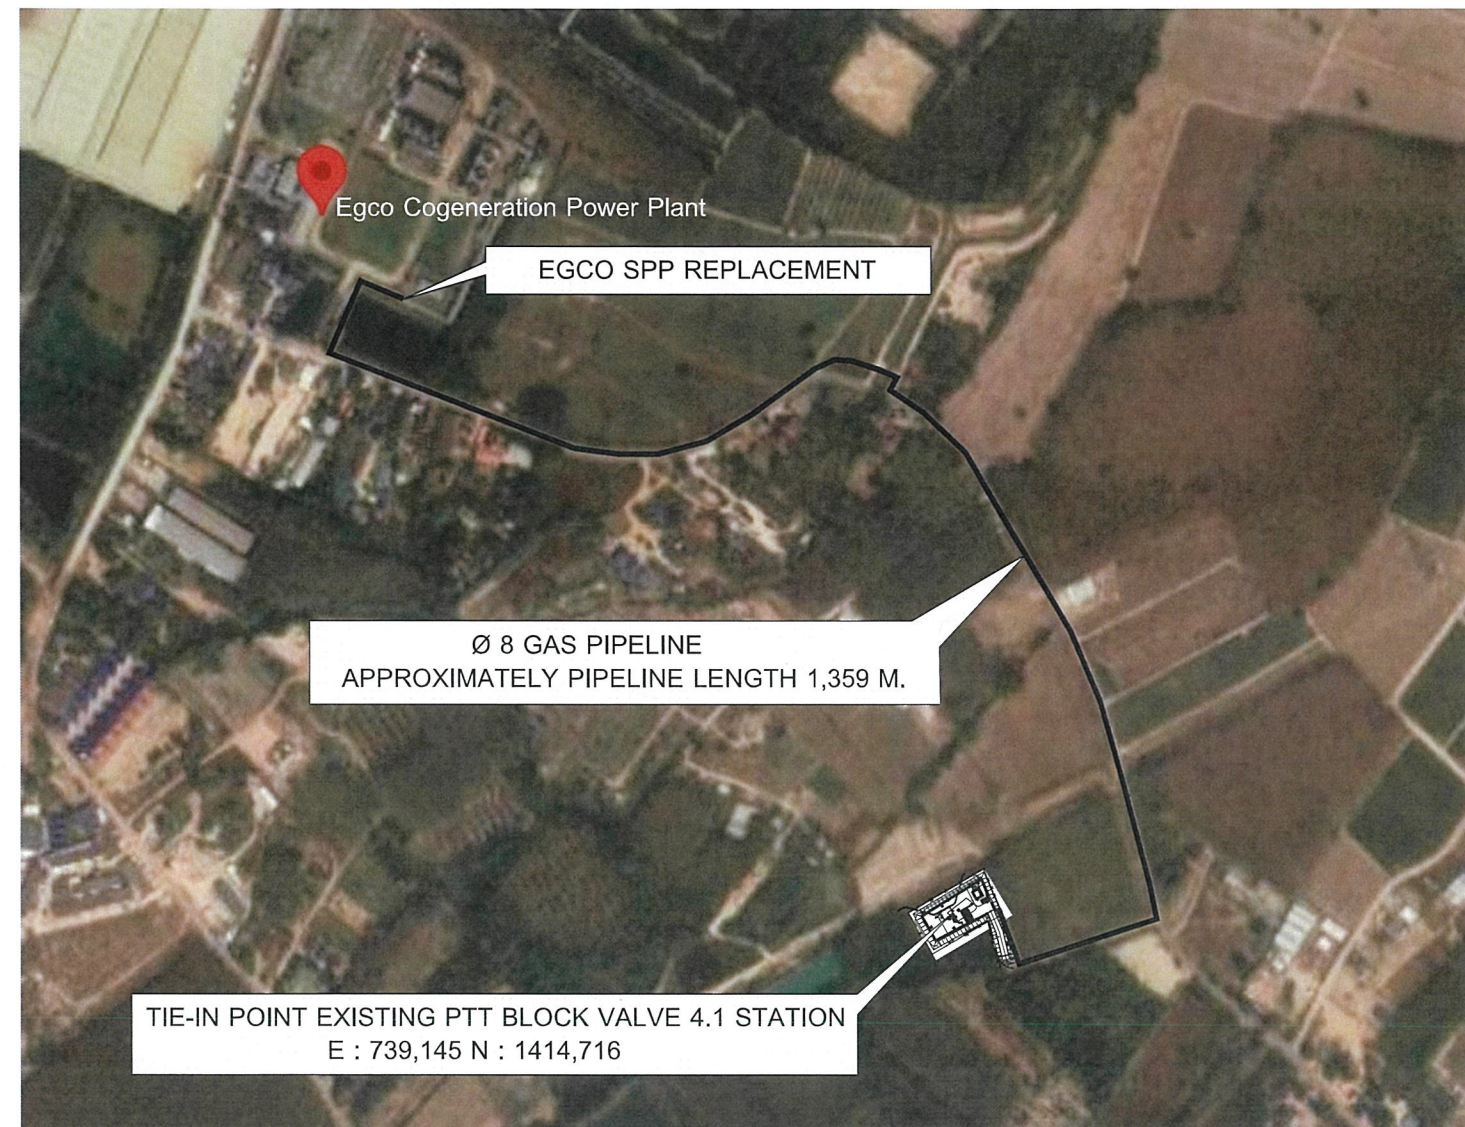 Egco Cogeneration Power Plant
EGCO SPP REPLACEMENT
Ø 8 GAS PIPELINE
APPROXIMATELY PIPELINE LENGTH 1,359 M.
TIE-IN POINT EXISTING PTT BLOCK VALVE 4.1 STATION
E : 739,145 N : 1414,716